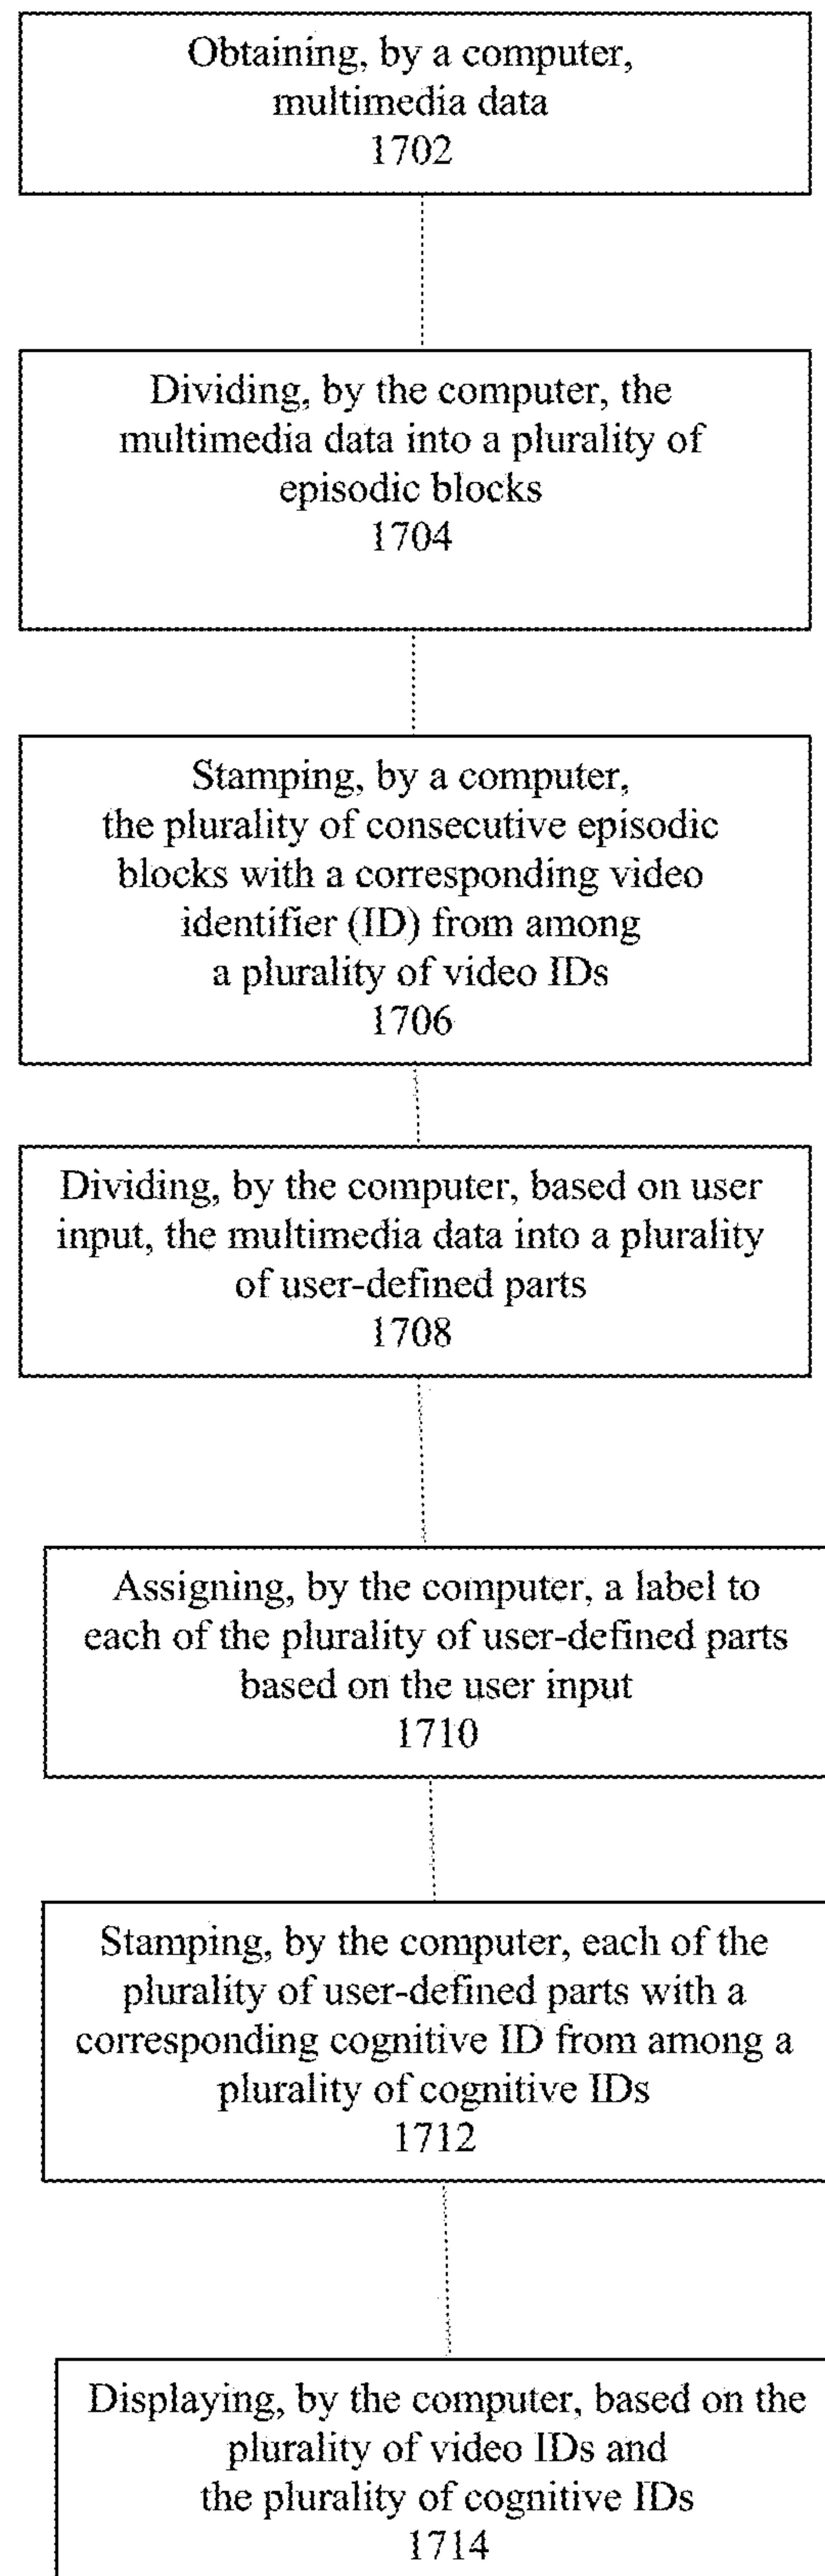 Obtaining, by a computer,
multimedia data
1702
Dividing, by the computer, the
multimedia data into a plurality of
episodic blocks
1704
Stamping, by a computer,
the plurality of consecutive episodic
blocks with a corresponding video
identifier (ID) from among
a plurality of video IDs
1706
Dividing, by the computer, based on user
input, the multimedia data into a plurality
of user-defined parts
1708
Assigning, by the computer, a label to
each of the plurality of user-defined parts
based on the user input
1710
Stamping, by the computer, each of the
plurality of user-defined parts with a
corresponding cognitive ID from among a
plurality of cognitive IDs
1712
Displaying, by the computer, based on the
plurality of video IDs and
the plurality of cognitive IDs
1714